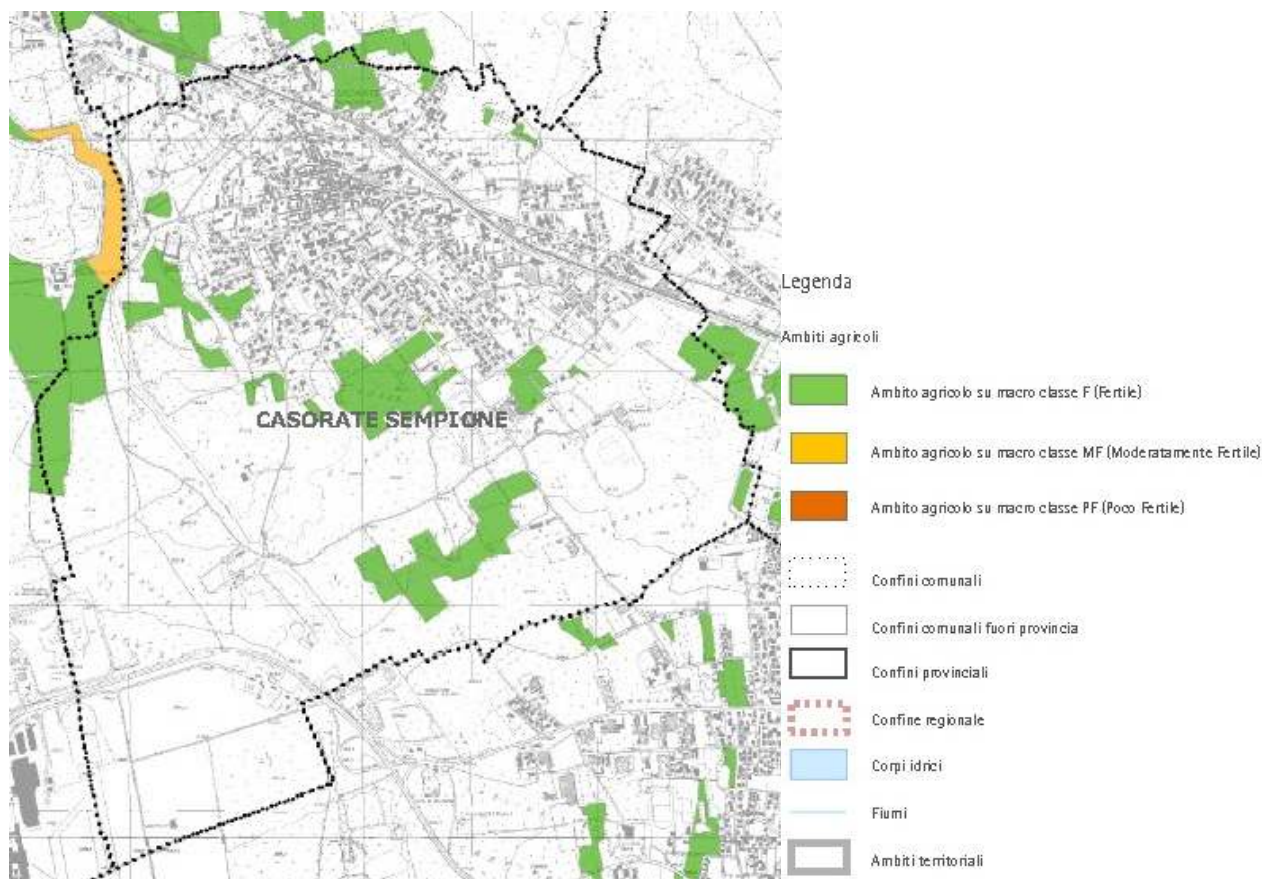 CASORATE SEMPIONE
Legenda
Ambiti agricoli
Ambito agricolo su macro classe F (Fertile)
Ambito agricolo su macro classe MF (Moderatamente Fertile)
Ambito agricolo su macro classe PF (Poco Fertile)
Confini comunali
Confini comunali fuori provincia
Confini provinciali
Confine regionale
Corpi idrici
Fiumi
Ambiti territoriali